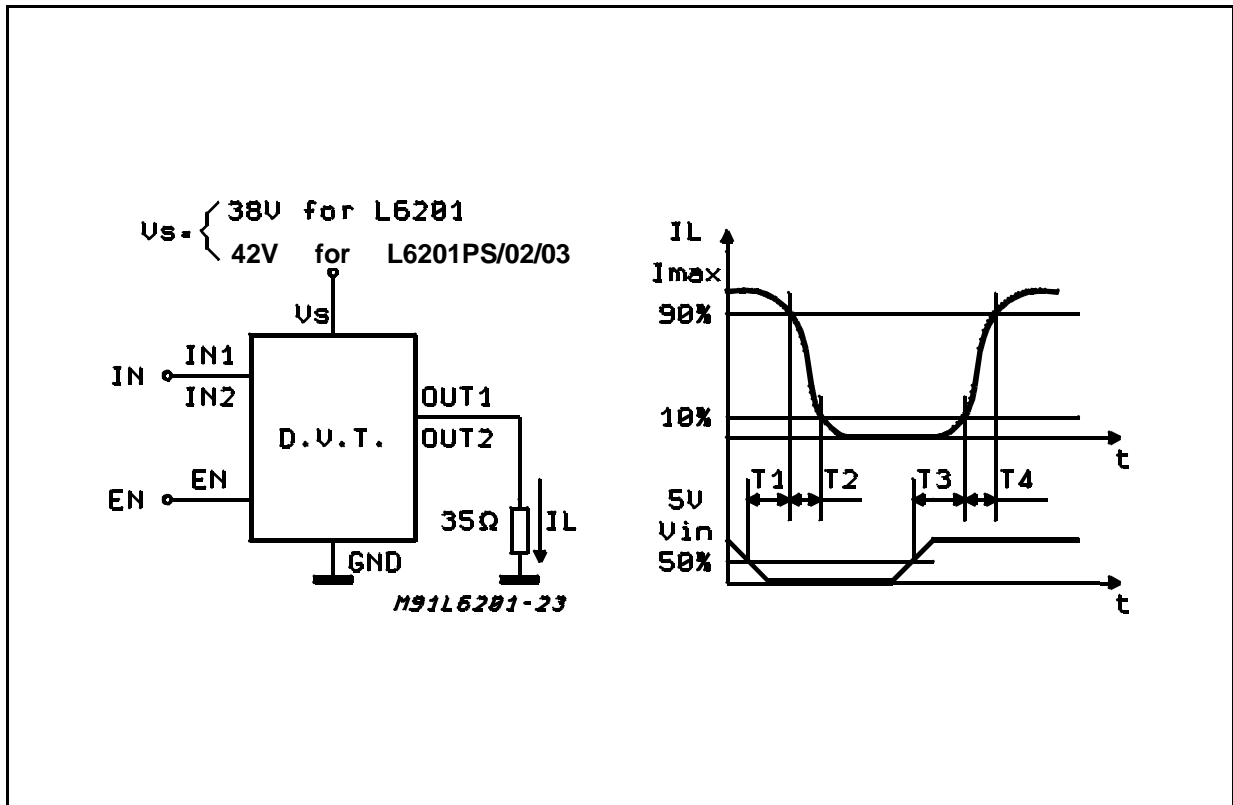 38V for L6201
Vs=
42V for L6201PS/02/03
Vs
IN1
IN
IN2
OUT1
D.U.T.
OUT2
EN
EN
35Ω
IL
GND
M91L6201-23
IL
Imax
90%
10%
t
T1 T2 T3 T4
5V
Vin
50%
t